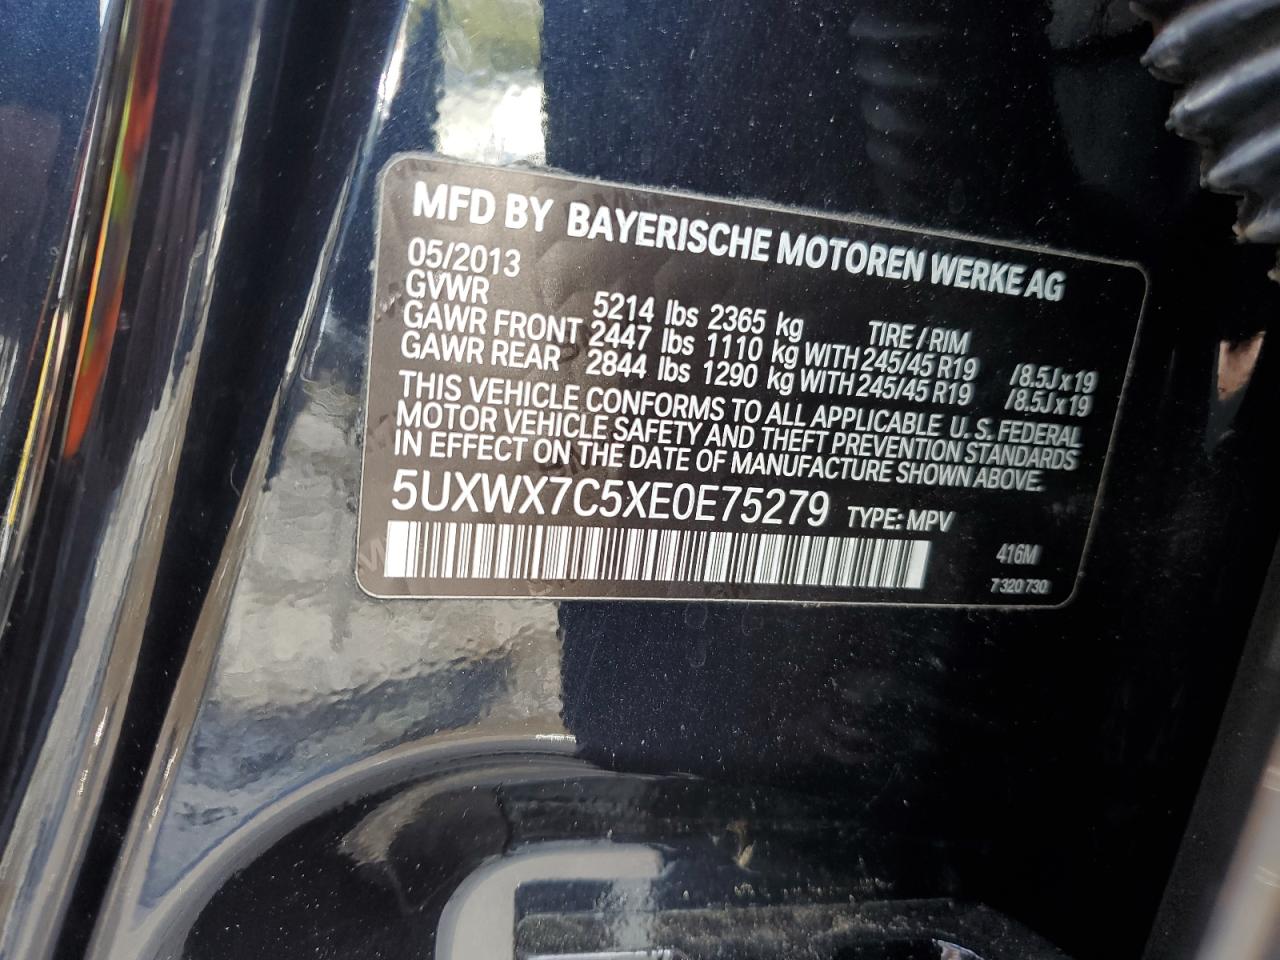 MFD BY BAYERISCHE MOTOREN WERKE AG
05/2013
GVWR 5214 lbs 2365 kg TIRE / RIM
GAWR FRONT 2447 lbs 1110 kg WITH 245/45 R19 /8.5J x 19
GAWR REAR 2844 lbs 1290 kg WITH 245/45 R19 /8.5J x 19
THIS VEHICLE CONFORMS TO ALL APPLICABLE U.S. FEDERAL
MOTOR VEHICLE SAFETY AND THEFT PREVENTION STANDARDS
IN EFFECT ON THE DATE OF MANUFACTURE SHOWN ABOVE.
5UXWX7C5XE0E75279 TYPE: MPV
416M
7 320 730